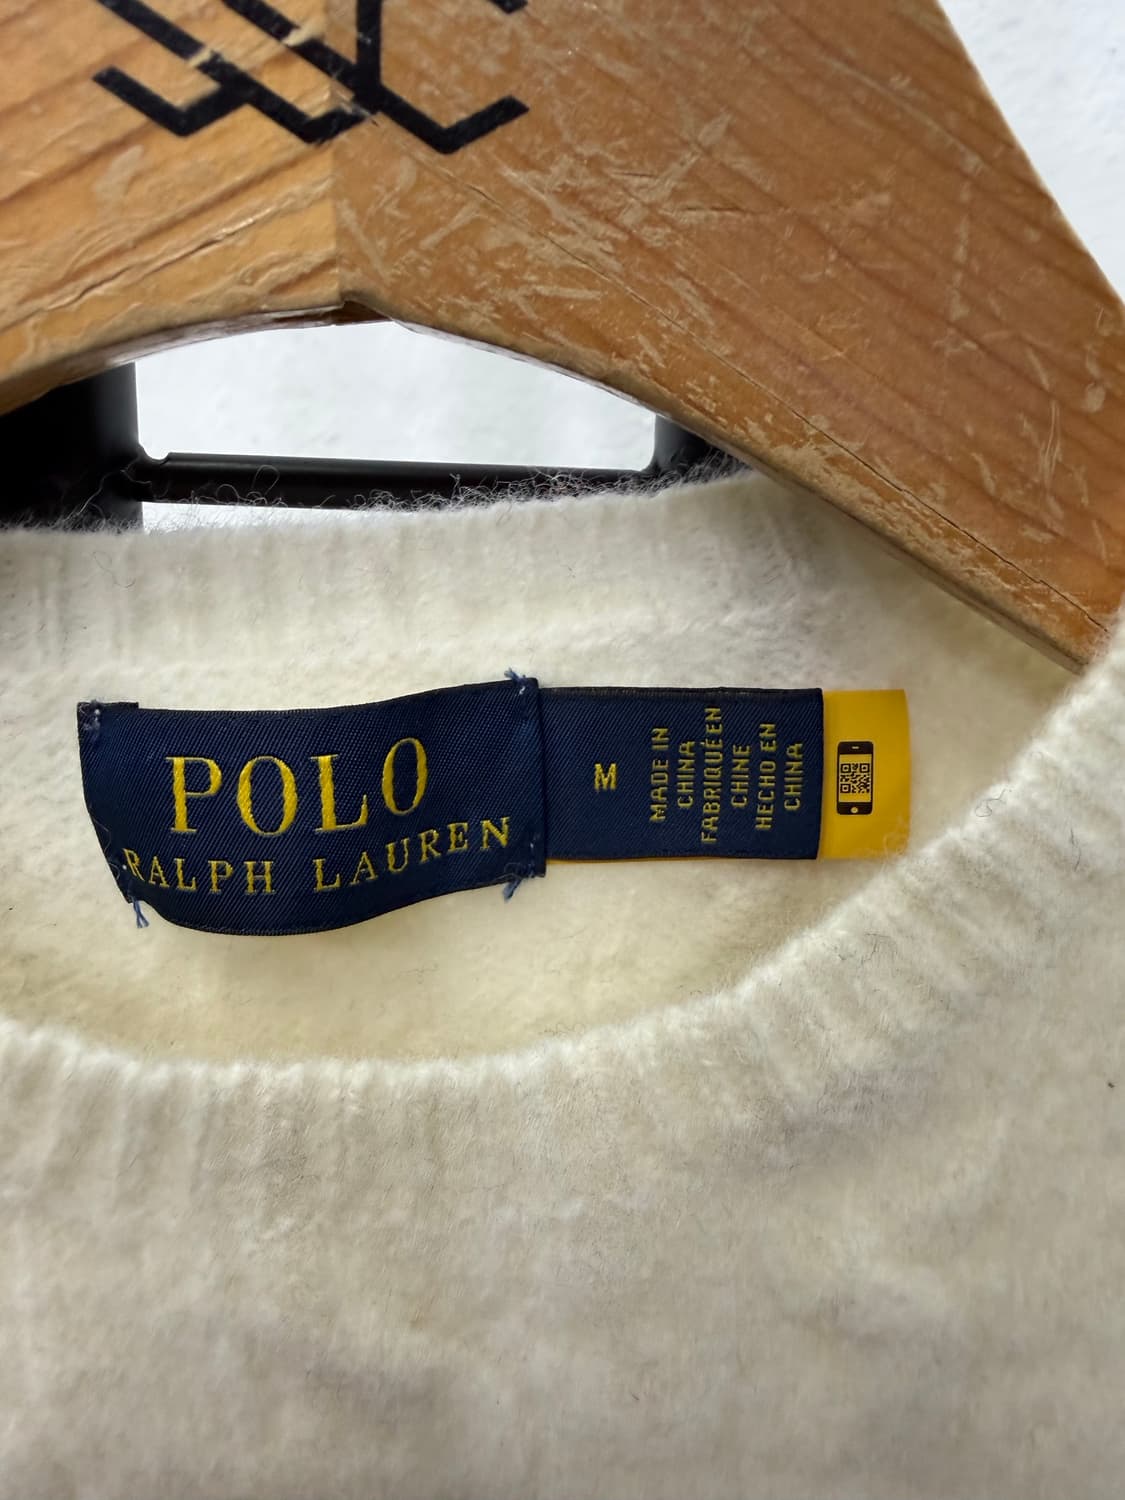 POLO
RALPH LAUREN
M
MADE IN
CHINA
FABRIQUÉ EN
CHINE
HECHO EN
CHINA